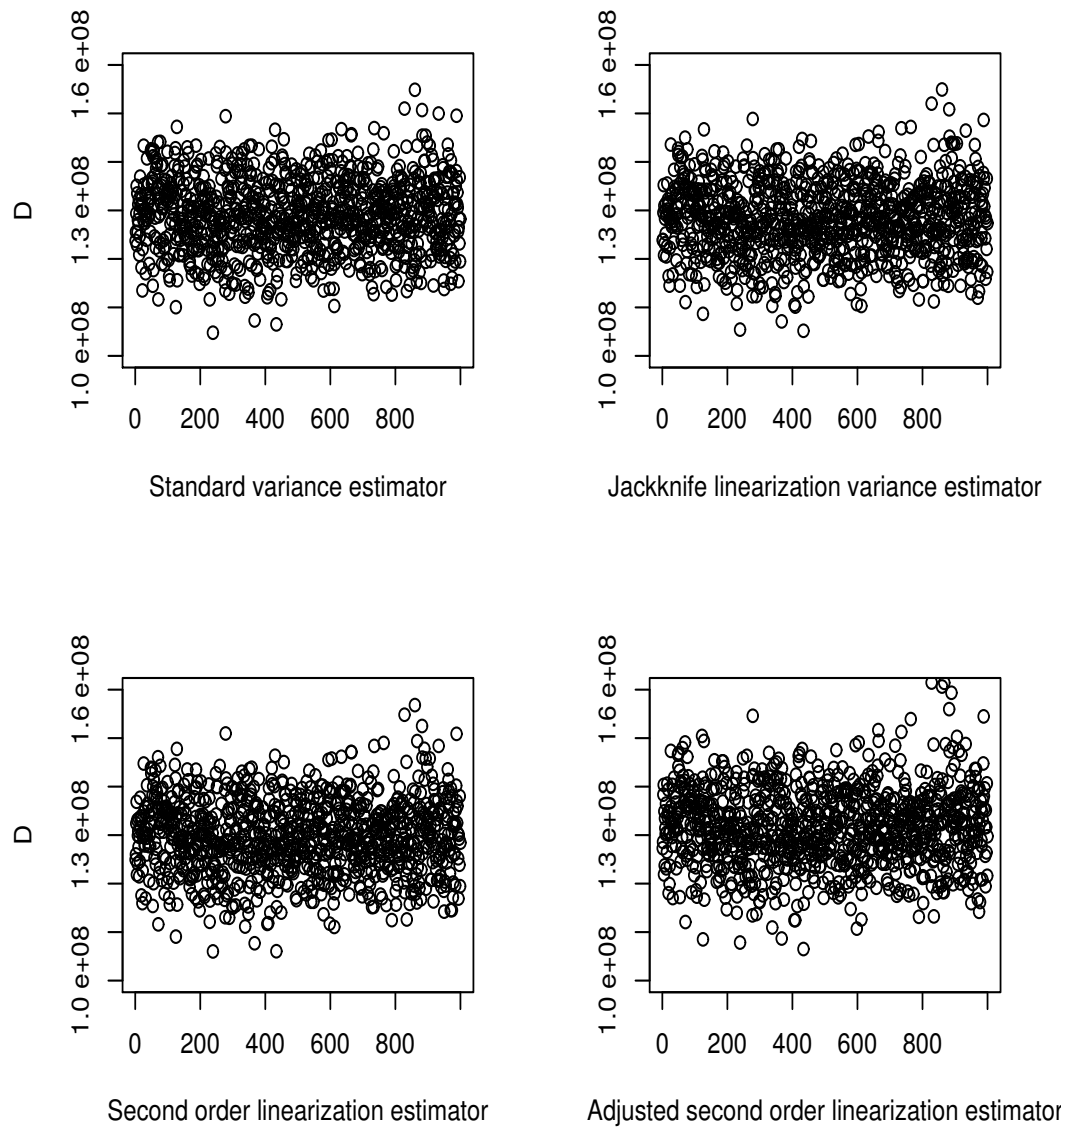 D
1.0 e+08
1.3 e+08
1.6 e+08
0 200 400 600 800
Standard variance estimator
1.0 e+08
1.3 e+08
1.6 e+08
0 200 400 600 800
Jackknife linearization variance estimator
D
1.0 e+08
1.3 e+08
1.6 e+08
0 200 400 600 800
Second order linearization estimator
1.0 e+08
1.3 e+08
1.6 e+08
0 200 400 600 800
Adjusted second order linearization estimator